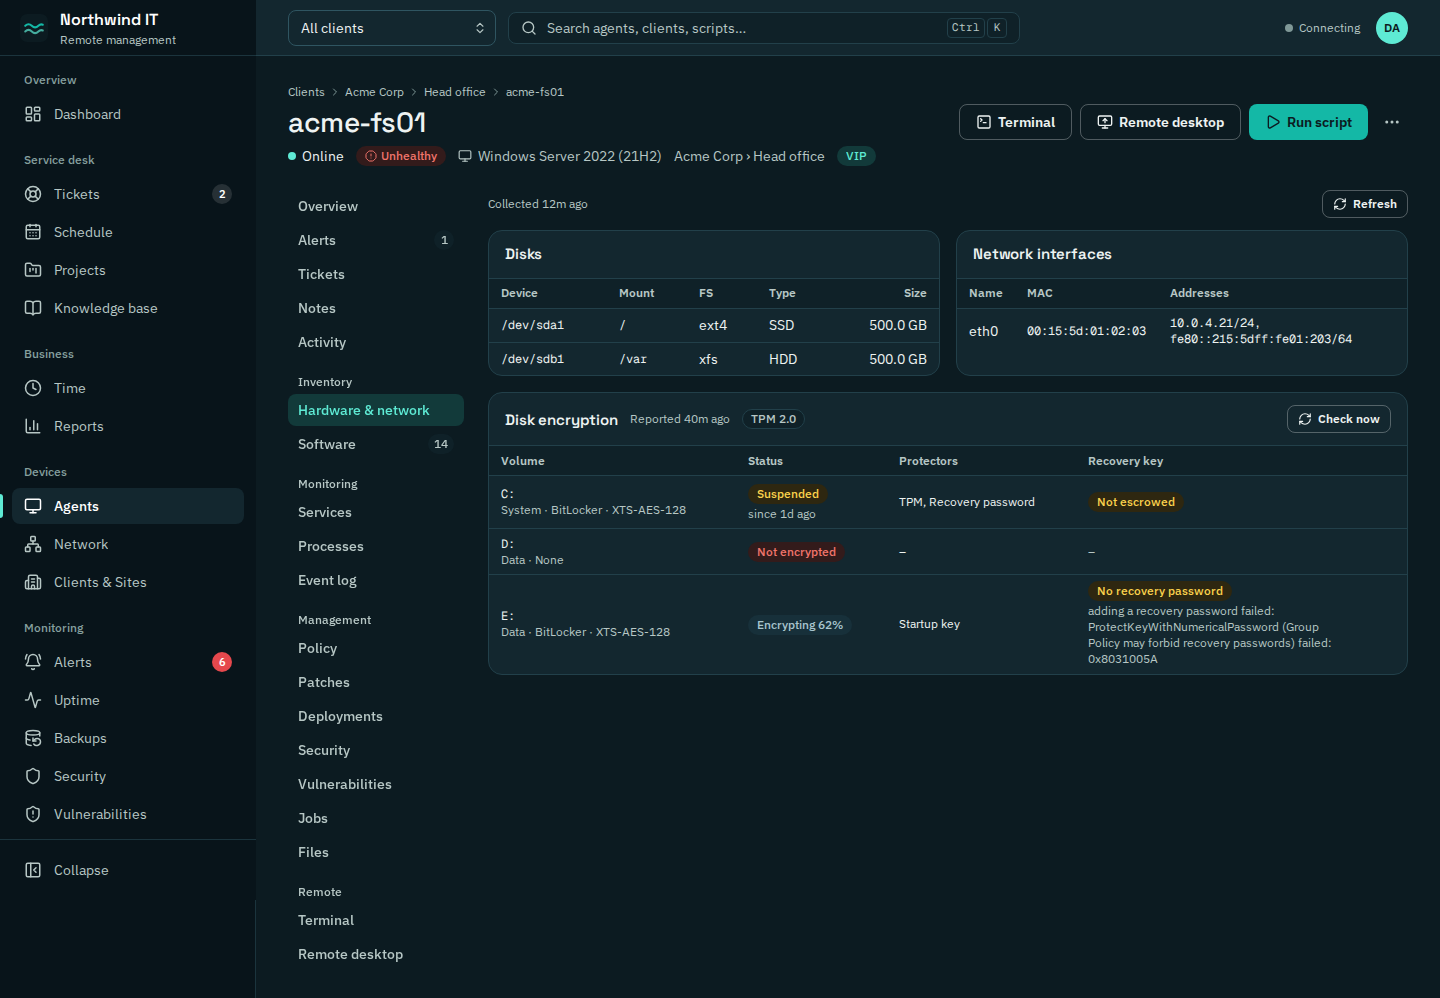 Northwind IT
Remote management
All clients
Search agents, clients, scripts...
Ctrl K
Connecting
DA
Overview
Dashboard
Service desk
Tickets 2
Schedule
Projects
Knowledge base
Business
Time
Reports
Devices
Agents
Network
Clients & Sites
Monitoring
Alerts 6
Uptime
Backups
Security
Vulnerabilities
Collapse
Clients > Acme Corp > Head office > acme-fs01
acme-fs01
Terminal
Remote desktop
Run script
Online Unhealthy Windows Server 2022 (21H2) Acme Corp › Head office VIP
Overview
Alerts 1
Tickets
Notes
Activity
Inventory
Hardware & network
Software 14
Monitoring
Services
Processes
Event log
Management
Policy
Patches
Deployments
Security
Vulnerabilities
Jobs
Files
Remote
Terminal
Remote desktop
Collected 12m ago
Refresh
Disks
Device Mount FS Type Size
/dev/sda1 / ext4 SSD 500.0 GB
/dev/sdb1 /var xfs HDD 500.0 GB
Network interfaces
Name MAC Addresses
eth0 00:15:5d:01:02:03 10.0.4.21/24,
fe80::215:5dff:fe01:203/64
Disk encryption Reported 40m ago TPM 2.0
Check now
Volume Status Protectors Recovery key
C: Suspended TPM, Recovery password Not escrowed
System · BitLocker · XTS-AES-128 since 1d ago
D: Not encrypted – –
Data · None
E: Encrypting 62% Startup key No recovery password
Data · BitLocker · XTS-AES-128
adding a recovery password failed:
ProtectKeyWithNumericalPassword (Group
Policy may forbid recovery passwords) failed:
0x8031005A